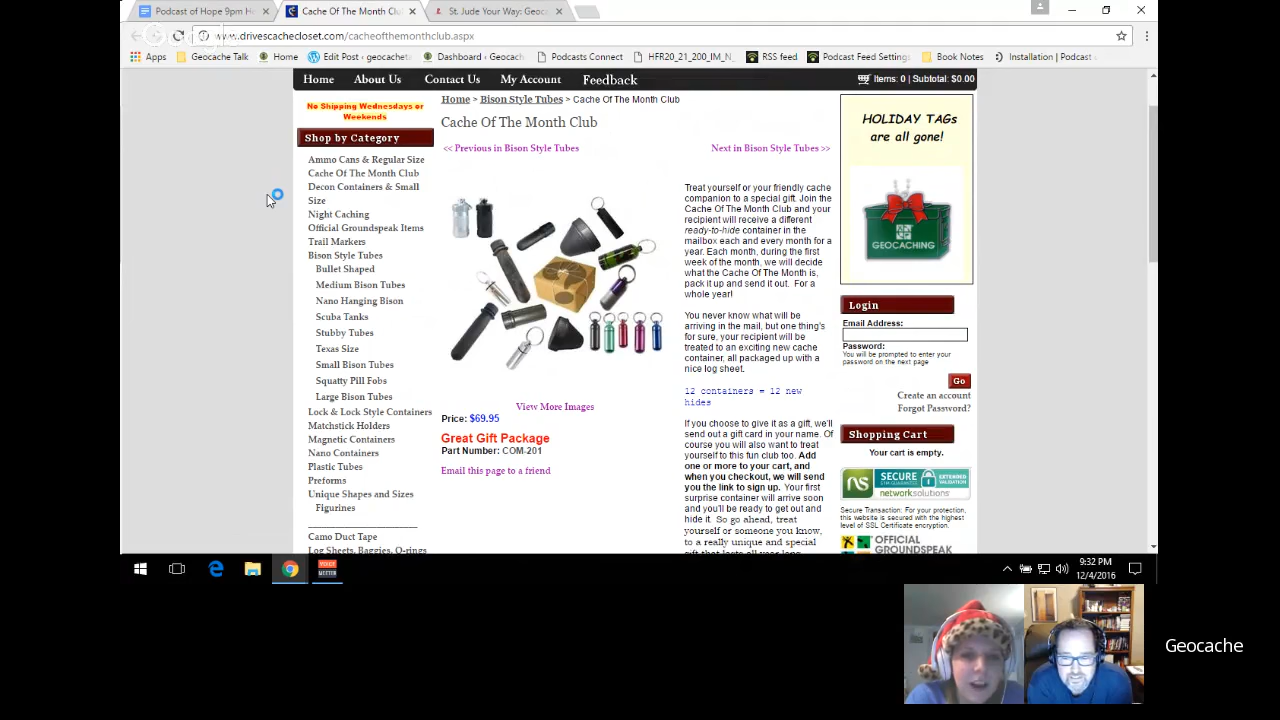 Podcast of Hope 9pm He
Cache Of The Month Clu
St. Jude Your Way: Geoca
www.drivescachecloset.com/cacheofthemonthclub.aspx
Apps
Geocache Talk
Home
Edit Post ‹ geocachetal
Dashboard ‹ Geocach
Podcasts Connect
HFR20_21_200_IM_N_
RSS feed
Podcast Feed Settings
Book Notes
Installation | Podcast
Home
About Us
Contact Us
My Account
Feedback
Items: 0 | Subtotal: $0.00
No Shipping Wednesdays or
Weekends
Shop by Category
Ammo Cans & Regular Size
Cache Of The Month Club
Decon Containers & Small
Size
Night Caching
Official Groundspeak Items
Trail Markers
Bison Style Tubes
Bullet Shaped
Medium Bison Tubes
Nano Hanging Bison
Scuba Tanks
Stubby Tubes
Texas Size
Small Bison Tubes
Squatty Pill Fobs
Large Bison Tubes
Lock & Lock Style Containers
Matchstick Holders
Magnetic Containers
Nano Containers
Plastic Tubes
Preforms
Unique Shapes and Sizes
Figurines
Camo Duct Tape
Log Sheets, Baggies, O-rings
Home > Bison Style Tubes > Cache Of The Month Club
Cache Of The Month Club
<< Previous in Bison Style Tubes
Next in Bison Style Tubes >>
View More Images
Price: $69.95
Great Gift Package
Part Number: COM-201
Email this page to a friend
Treat yourself or your friendly cache
companion to a special gift. Join the
Cache Of The Month Club and your
recipient will receive a different
ready-to-hide container in the
mailbox each and every month for a
year. Each month, during the first
week of the month, we will decide
what the Cache Of The Month is,
pack it up and send it out. For a
whole year!
You never know what will be
arriving in the mail, but one thing's
for sure, your recipient will be
treated to an exciting new cache
container, all packaged up with a
nice log sheet.
12 containers = 12 new
hides
If you choose to give it as a gift, we'll
send out a gift card in your name. Of
course you will also want to treat
yourself to this fun club too. Add
one or more to your cart, and
when you checkout, we will send
you the link to sign up. Your first
surprise container will arrive soon
and you'll be ready to get out and
hide it. So go ahead, treat
yourself or someone you know,
to a really unique and special
gift that lasts all year long
HOLIDAY TAGs
are all gone!
GEOCACHING
Login
Email Address:
Password:
You will be prompted to enter your
password on the next page
Go
Create an account
Forgot Password?
Shopping Cart
Your cart is empty.
ns
SECURE
EXTENDED
VALIDATION
networksolutions
Secure Transaction: For your protection,
this website is secured with the highest
level of SSL Certificate encryption.
OFFICIAL
GROUNDSPEAK
9:32 PM
12/4/2016
Geocache